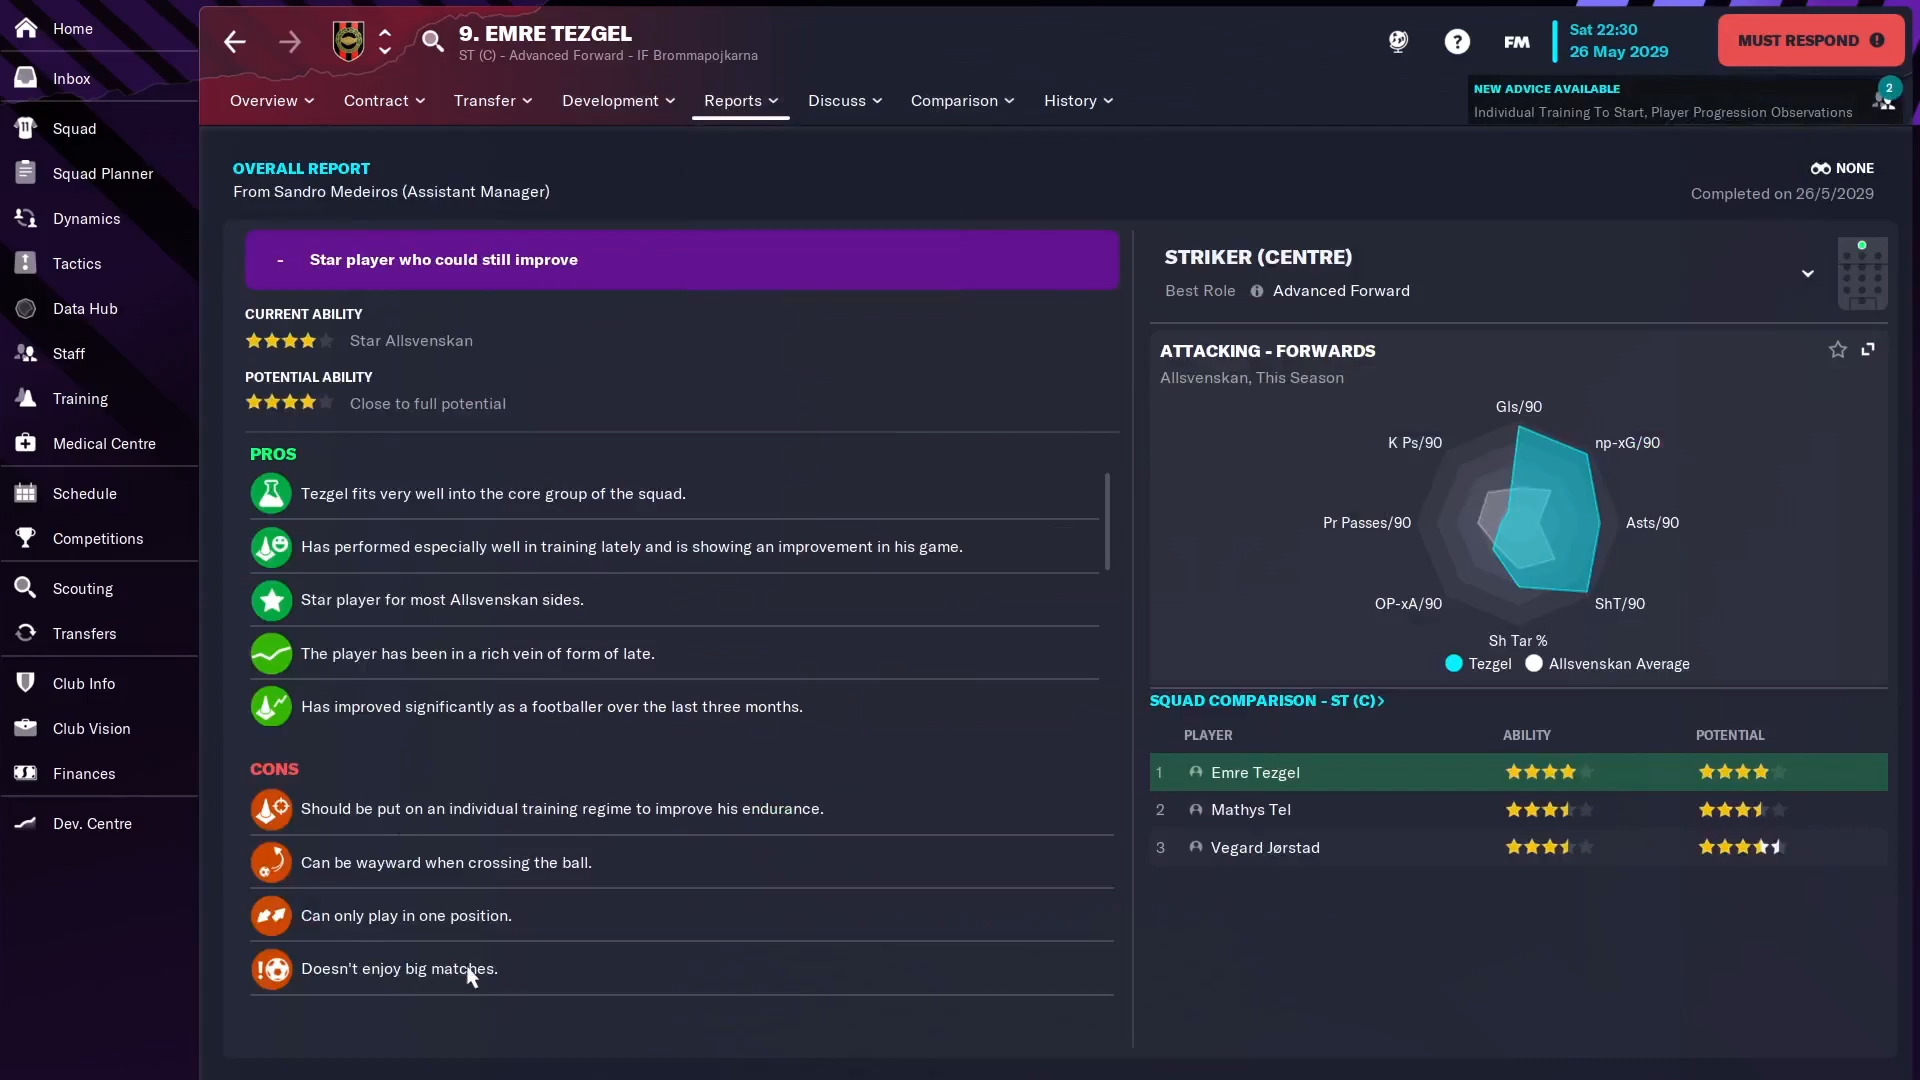 Home
Inbox
Squad
Squad Planner
Dynamics
Tactics
Data Hub
Staff
Training
Medical Centre
Schedule
Competitions
Scouting
Transfers
Club Info
Club Vision
Finances
Dev. Centre
9. EMRE TEZGEL
ST (C) - Advanced Forward - IF Brommapojkarna
FM
Sat 22:30
26 May 2029
MUST RESPOND
Overview
Contract
Transfer
Development
Reports
Discuss
Comparison
History
NEW ADVICE AVAILABLE
Individual Training To Start, Player Progression Observations
2
OVERALL REPORT
From Sandro Medeiros (Assistant Manager)
NONE
Completed on 26/5/2029
- Star player who could still improve
CURRENT ABILITY
Star Allsvenskan
POTENTIAL ABILITY
Close to full potential
PROS
Tezgel fits very well into the core group of the squad.
Has performed especially well in training lately and is showing an improvement in his game.
Star player for most Allsvenskan sides.
The player has been in a rich vein of form of late.
Has improved significantly as a footballer over the last three months.
CONS
Should be put on an individual training regime to improve his endurance.
Can be wayward when crossing the ball.
Can only play in one position.
Doesn't enjoy big matches.
STRIKER (CENTRE)
Best Role Advanced Forward
ATTACKING - FORWARDS
Allsvenskan, This Season
Gls/90
K Ps/90
np-xG/90
Pr Passes/90
Asts/90
OP-xA/90
ShT/90
Sh Tar %
Tezgel
Allsvenskan Average
SQUAD COMPARISON - ST (C)>
PLAYER ABILITY POTENTIAL
1 Emre Tezgel
2 Mathys Tel
3 Vegard Jørstad